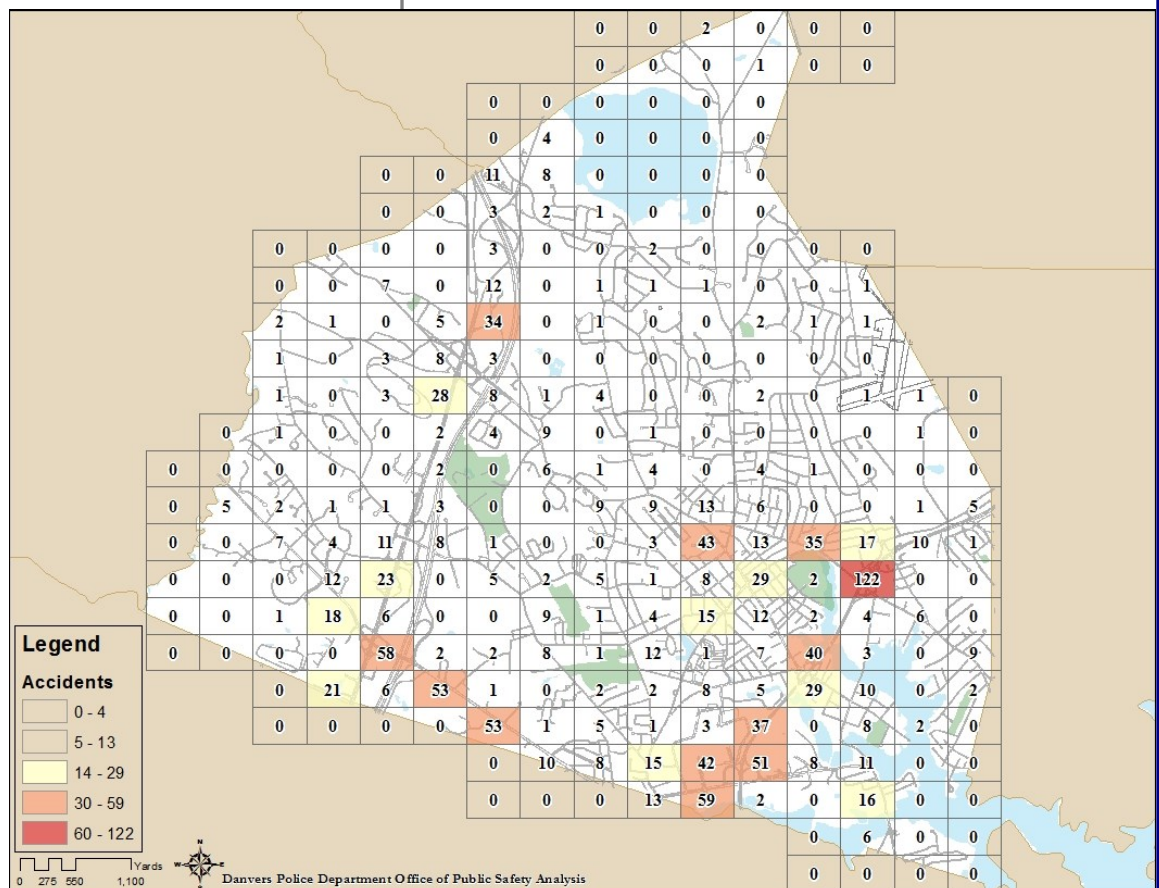 0 0 2 0 0 0
0 0 0 1 0 0
0 0 0 0 0 0
0 4 0 0 0 0
0 0 11 8 0 0 0 0
0 0 3 2 1 0 0 0
0 0 0 0 3 0 0 2 0 0 0 0
0 0 7 0 12 0 1 1 1 0 0 1
2 1 0 5 34 0 1 0 0 2 1 1
1 0 3 8 3 0 0 0 0 0 0 0
1 0 3 28 8 1 4 0 0 2 0 1 1 0
0 1 0 0 2 4 9 0 1 0 0 0 0 1 0
0 0 0 0 0 2 0 6 1 4 0 4 1 0 0 0
0 5 2 1 1 3 0 0 9 9 13 6 0 0 1 5
0 0 7 4 11 8 1 0 0 3 43 13 35 17 10 1
0 0 0 12 23 0 5 2 5 1 8 29 2 122 0 0
0 0 1 18 6 0 0 9 1 4 15 12 2 4 6 0
0 0 0 0 58 2 2 8 1 12 1 7 40 3 0 9
0 21 6 53 1 0 2 2 8 5 29 10 0 2
0 0 0 0 53 1 5 1 3 37 0 8 2 0
0 10 8 15 42 51 8 11 0 0
0 0 0 13 59 2 0 16 0 0
0 6 0 0
0 0 0 0
Legend
Accidents
0 - 4
5 - 13
14 - 29
30 - 59
60 - 122
Yards
0 275 550 1,100
N
W E
S
Danvers Police Department Office of Public Safety Analysis